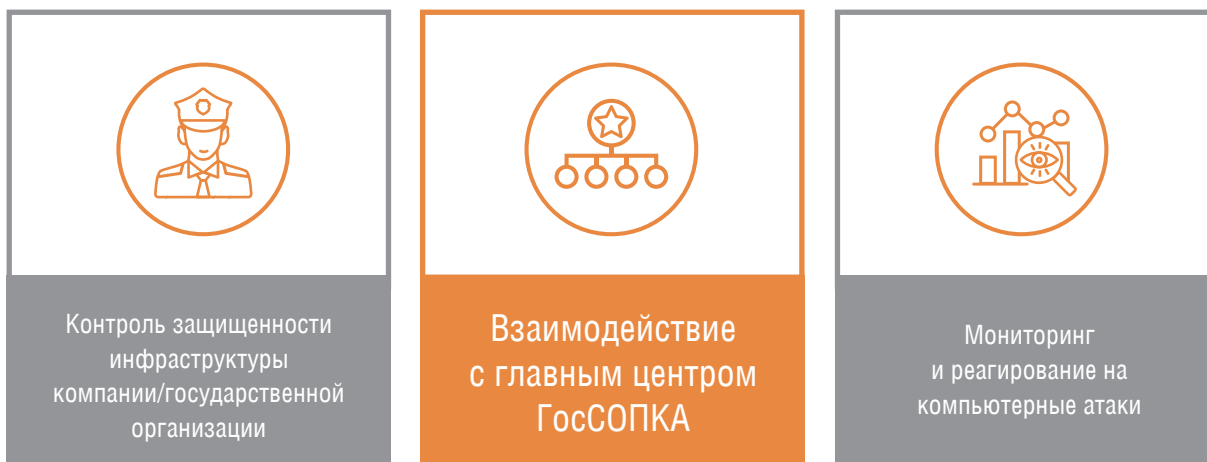 Контроль защищенности
инфраструктуры
компании/государственной
организации
Взаимодействие
с главным центром
ГосСОПКА
Мониторинг
и реагирование на
компьютерные атаки